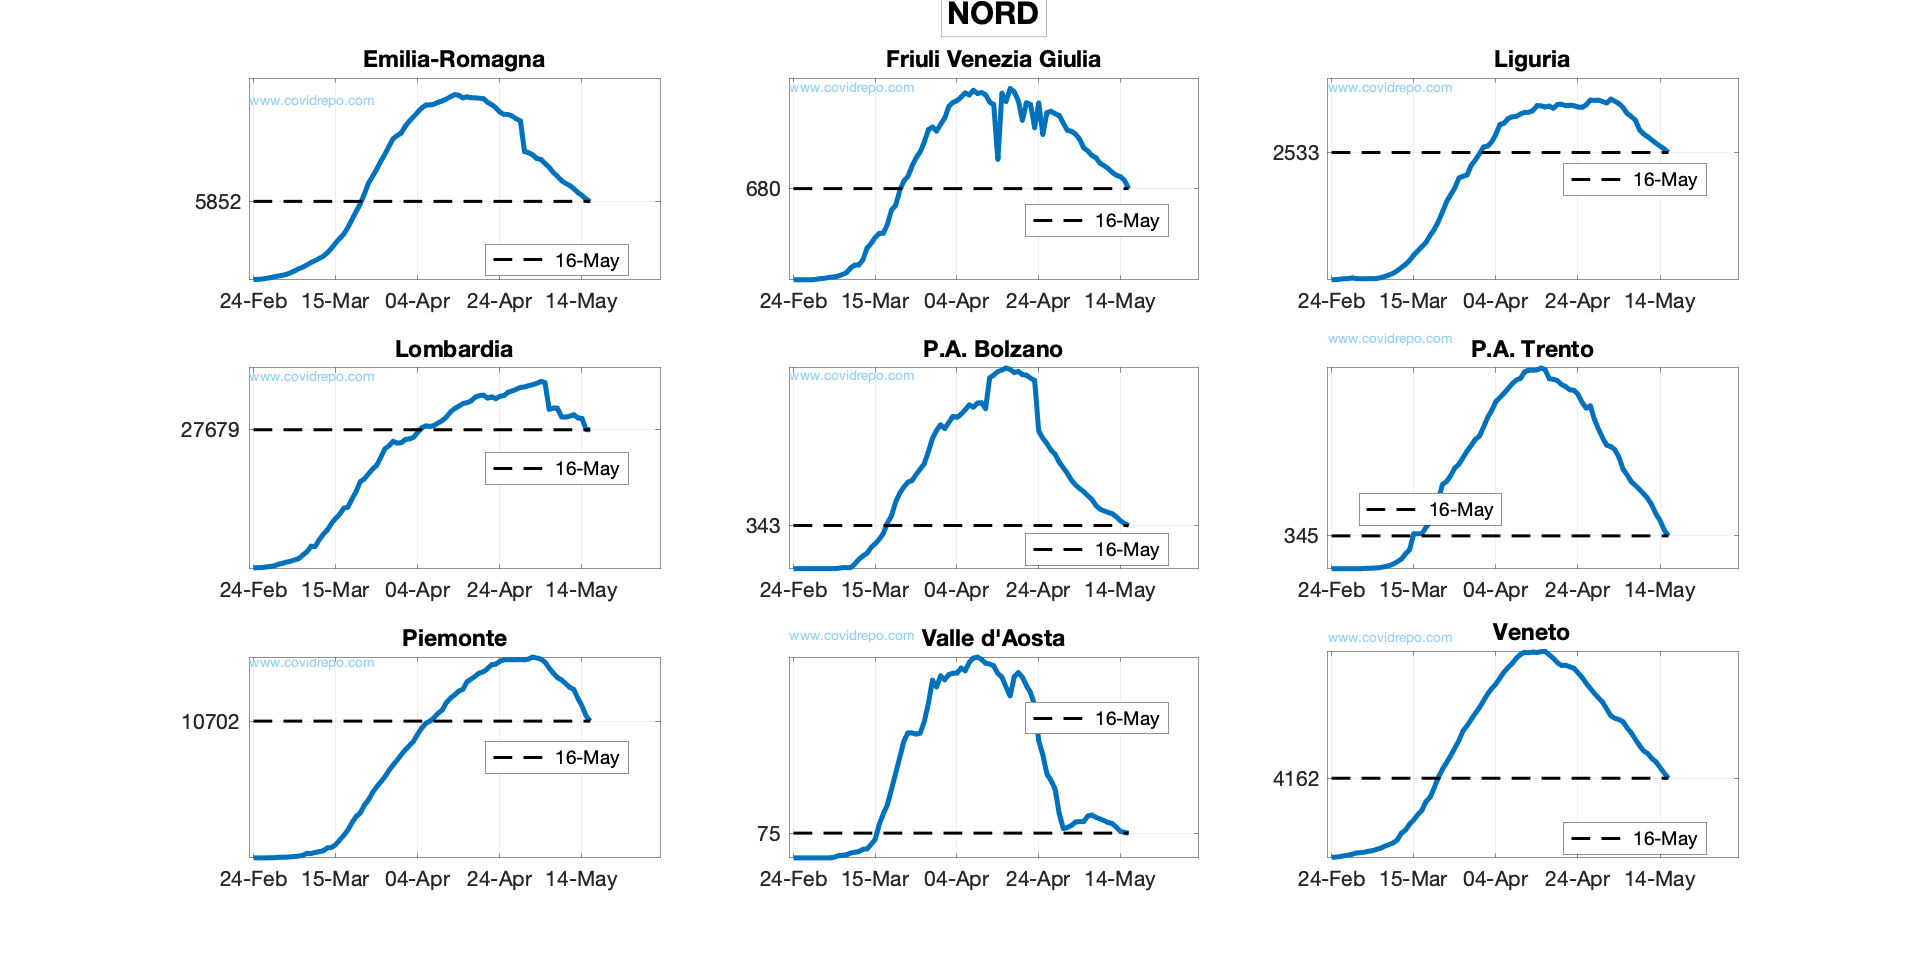 NORD
Emilia-Romagna
www.covidrepo.com
5852
16-May
24-Feb 15-Mar 04-Apr 24-Apr 14-May
Friuli Venezia Giulia
www.covidrepo.com
680
16-May
24-Feb 15-Mar 04-Apr 24-Apr 14-May
Liguria
www.covidrepo.com
2533
16-May
24-Feb 15-Mar 04-Apr 24-Apr 14-May
Lombardia
www.covidrepo.com
27679
16-May
24-Feb 15-Mar 04-Apr 24-Apr 14-May
P.A. Bolzano
www.covidrepo.com
343
16-May
24-Feb 15-Mar 04-Apr 24-Apr 14-May
www.covidrepo.com
P.A. Trento
16-May
345
24-Feb 15-Mar 04-Apr 24-Apr 14-May
Piemonte
www.covidrepo.com
10702
16-May
24-Feb 15-Mar 04-Apr 24-Apr 14-May
www.covidrepo.com
Valle d'Aosta
16-May
75
24-Feb 15-Mar 04-Apr 24-Apr 14-May
www.covidrepo.com
Veneto
4162
16-May
24-Feb 15-Mar 04-Apr 24-Apr 14-May